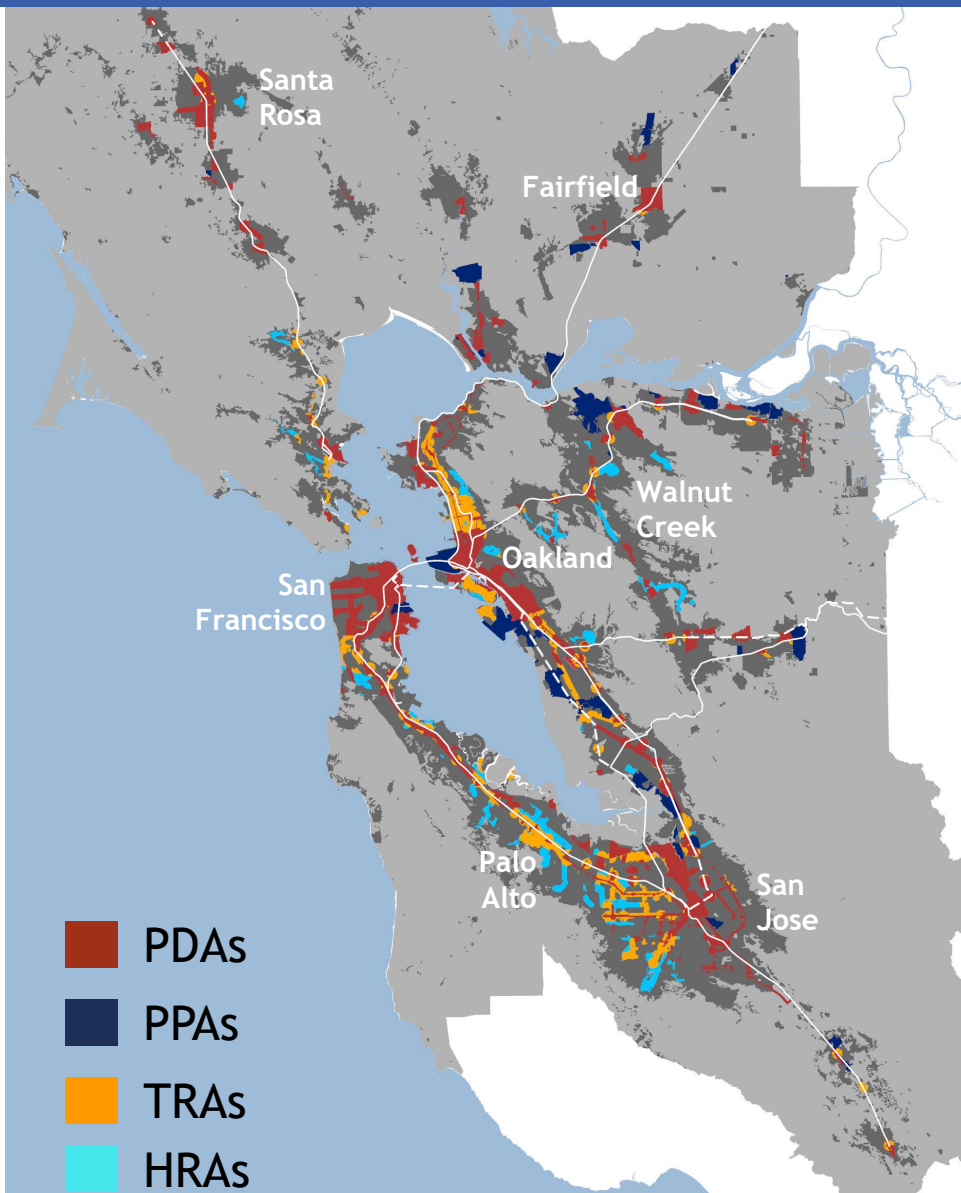 Santa
Rosa
Fairfield
Walnut
Creek
Oakland
San
Francisco
Palo
Alto
San
Jose
PDAs
PPAs
TRAs
HRAs